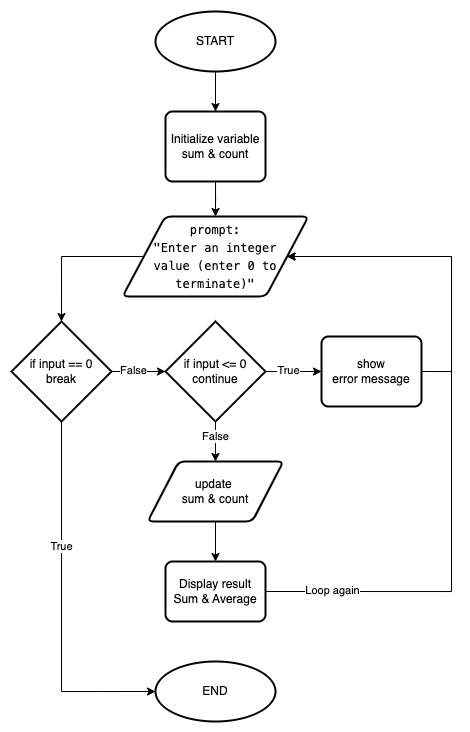 START
Initialize variable
sum & count
prompt:
"Enter an integer
value (enter 0 to
terminate)"
if input == 0
break
False
if input <= 0
continue
True
show
error message
False
update
sum & count
True
Display result
Sum & Average
Loop again
END